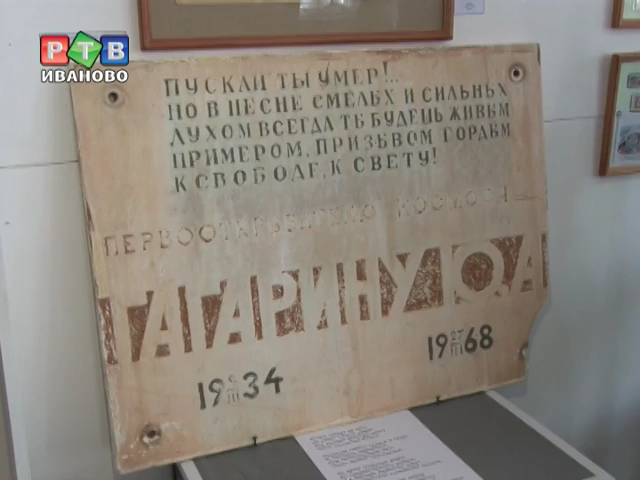 РТВ
ИВАНОВО
ПУСКАЙ ТЫ УМЕР!..
НО В ПЕСНЕ СМЕЛЫХ И СИЛЬНЫХ
ДУХОМ ВСЕГДА ТЫ БУДЕШЬ ЖИВЫМ
ПРИМЕРОМ, ПРИЗЫВОМ ГОРДЫМ
К СВОБОДЕ, К СВЕТУ!
ПЕРВООТКРЫВАТЕЛЮ КОСМОСА —
ГАГАРИНУ Ю.А
19 9/III 34
19 27/III 68